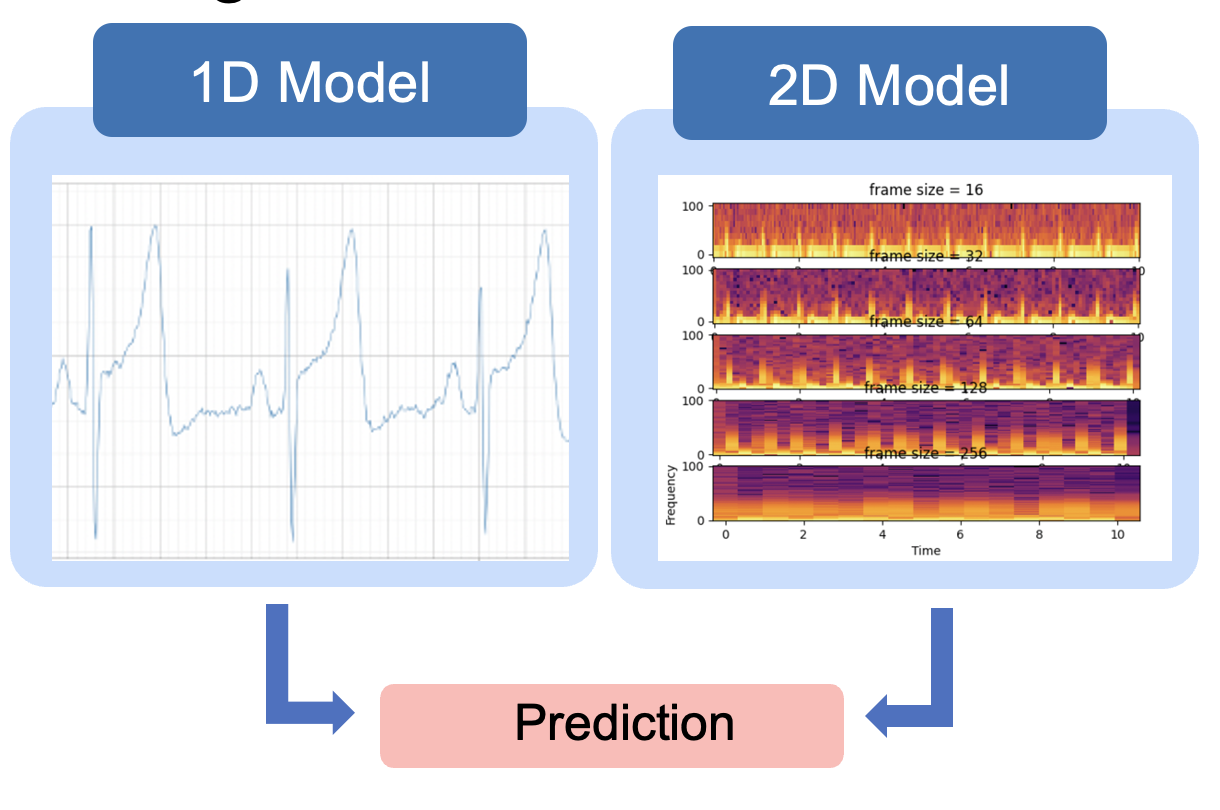 1D Model
2D Model
frame size = 16
100
0
frame size = 32
100
0
frame size = 64
100
0
frame size = 128
100
0
frame size = 256
100
0
Frequency
0 2 4 6 8 10
Time
Prediction